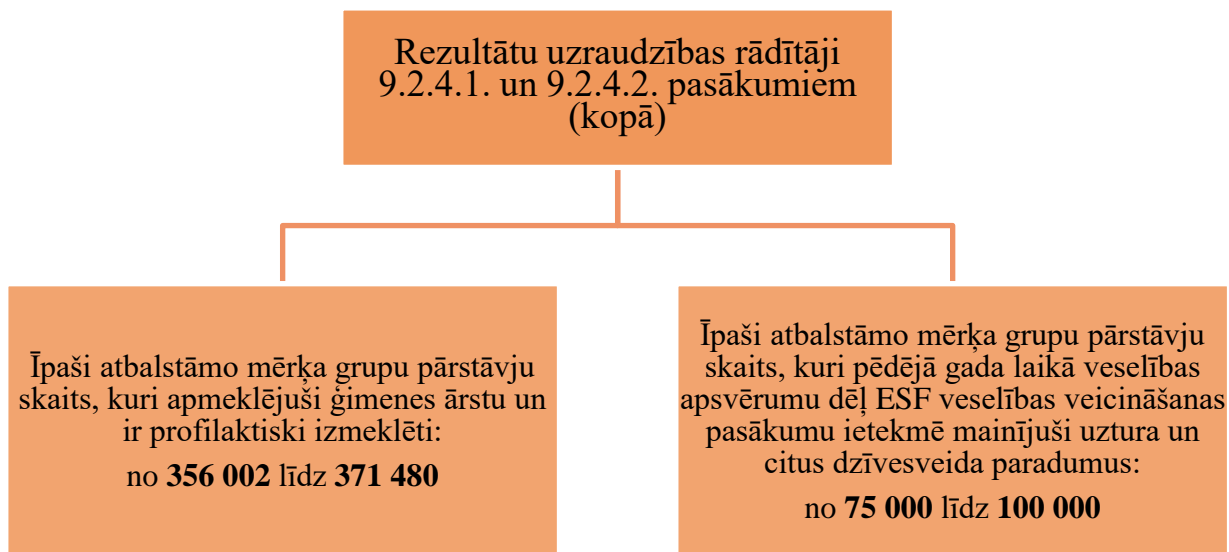 Rezultātu uzraudzības rādītāji
9.2.4.1. un 9.2.4.2. pasākumiem
(kopā)
Īpaši atbalstāmo mērķa grupu pārstāvju
skaits, kuri apmeklējuši ģimenes ārstu un
ir profilaktiski izmeklēti:
no 356 002 līdz 371 480
Īpaši atbalstāmo mērķa grupu pārstāvju
skaits, kuri pēdējā gada laikā veselības
apsvērumu dēļ ESF veselības veicināšanas
pasākumu ietekmē mainījuši uztura un
citus dzīvesveida paradumus:
no 75 000 līdz 100 000